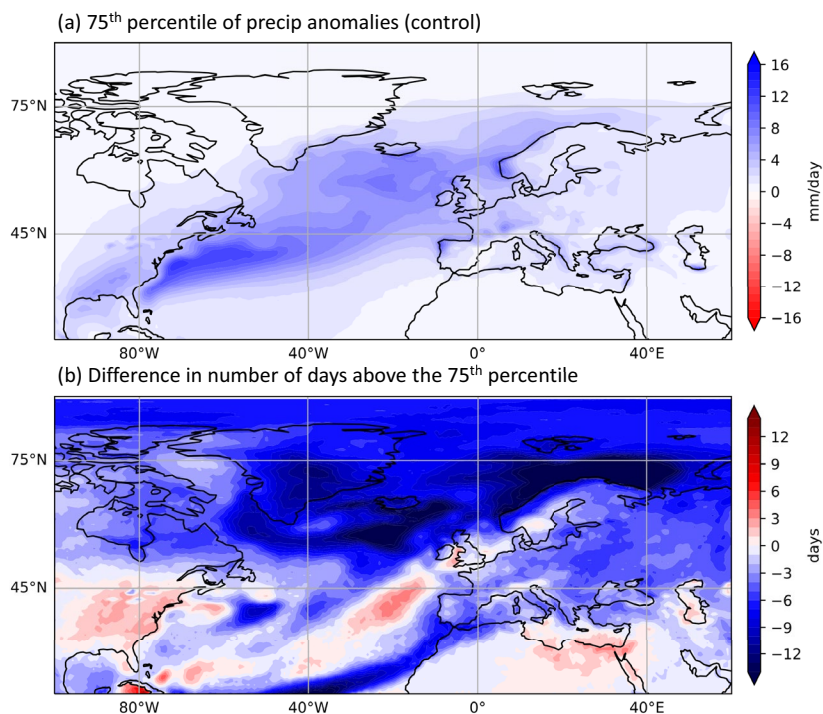 (a) 75th percentile of precip anomalies (control)
75°N
45°N
80°W 40°W 0° 40°E
16
12
8
4
0
−4
−8
−12
−16
mm/day
(b) Difference in number of days above the 75th percentile
75°N
45°N
80°W 40°W 0° 40°E
12
9
6
3
0
−3
−6
−9
−12
days